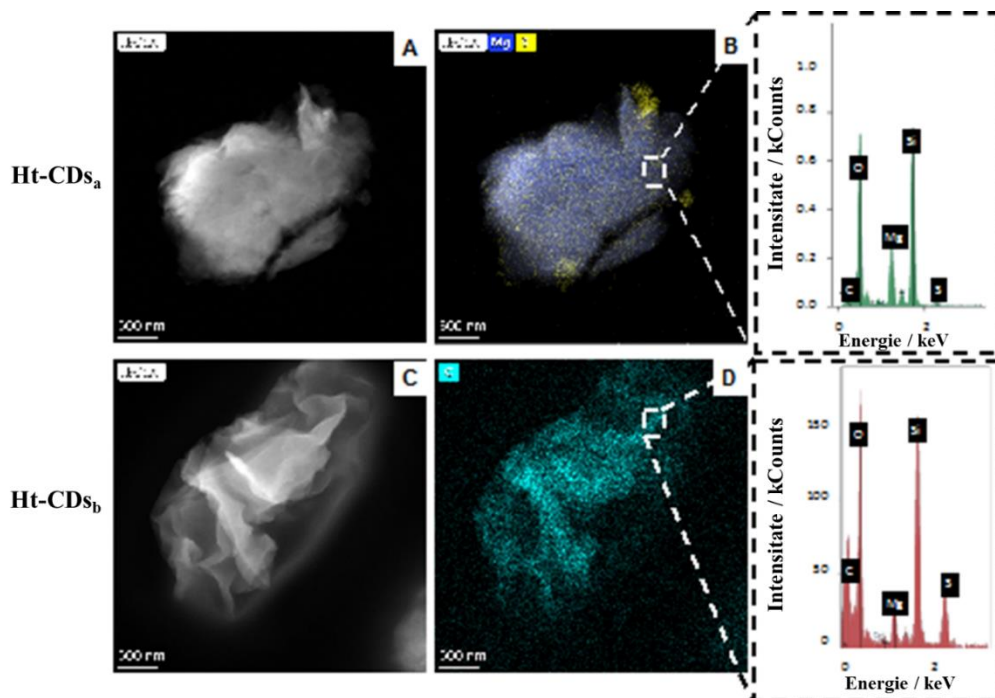 Ht-CDsₐ
A
500 nm
Mg S
B
500 nm
Intensitate / kCounts
1.0
0.8
0.6
0.4
0.2
0.0
O
Si
Mg
C
S
0
2
Energie / keV
Ht-CDs_b
C
500 nm
D
500 nm
Intensitate / kCounts
150
100
50
0
O
Si
C
Mg
S
0
2
Energie / keV